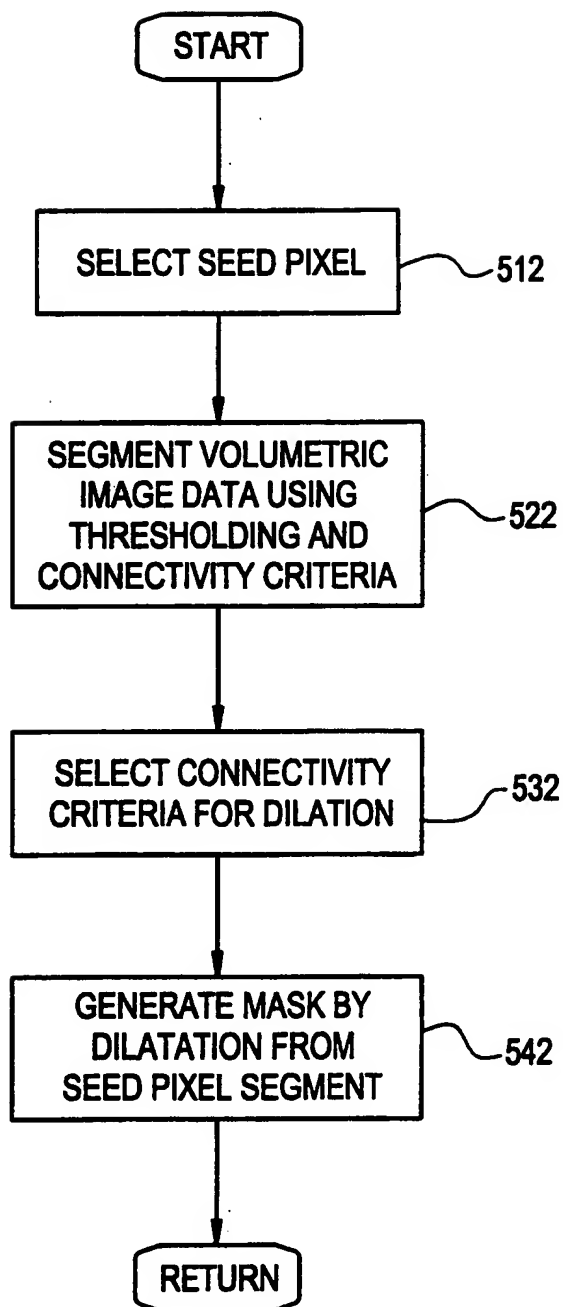 START
SELECT SEED PIXEL
512
SEGMENT VOLUMETRIC
IMAGE DATA USING
THRESHOLDING AND
CONNECTIVITY CRITERIA
522
SELECT CONNECTIVITY
CRITERIA FOR DILATION
532
GENERATE MASK BY
DILATATION FROM
SEED PIXEL SEGMENT
542
RETURN